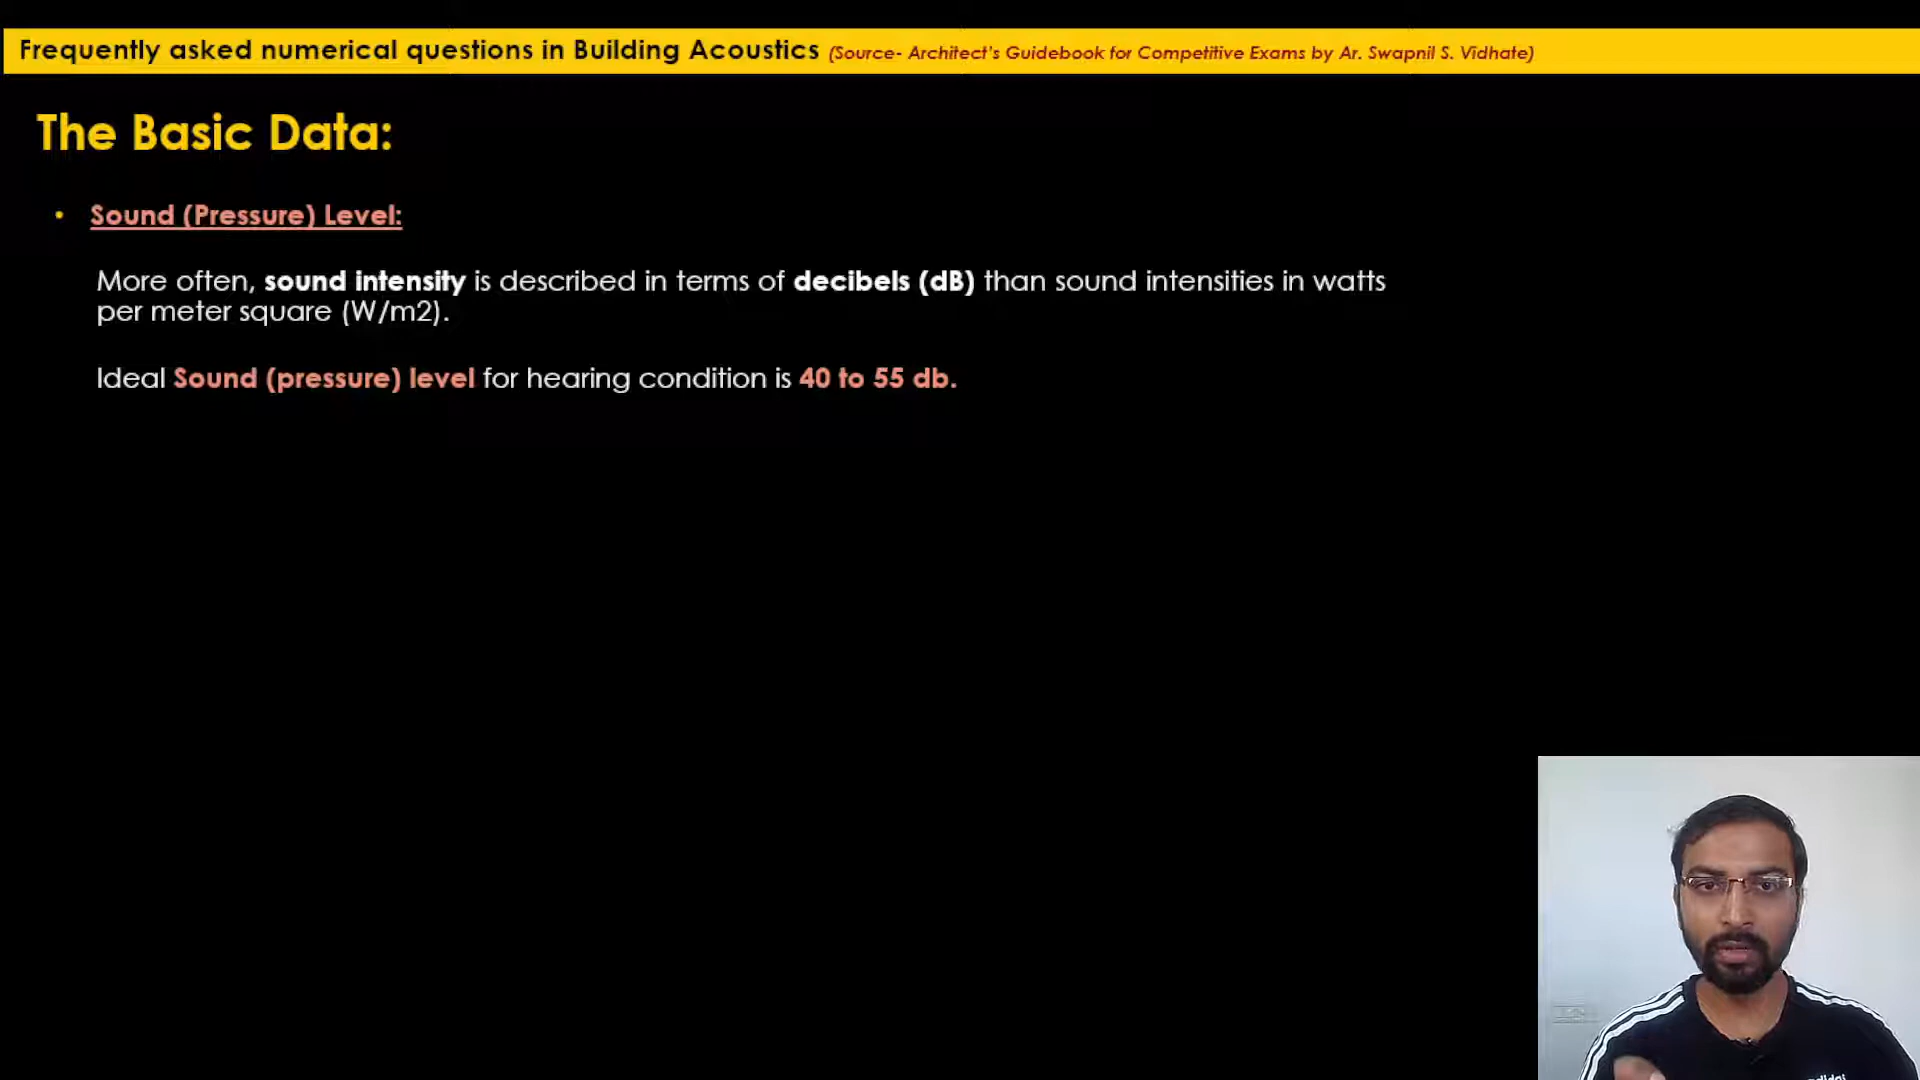 Frequently asked numerical questions in Building Acoustics (Source- Architect's Guidebook for Competitive Exams by Ar. Swapnil S. Vidhate)
The Basic Data:
• Sound (Pressure) Level:
More often, sound intensity is described in terms of decibels (dB) than sound intensities in watts
per meter square (W/m2).
Ideal Sound (pressure) level for hearing condition is 40 to 55 db.